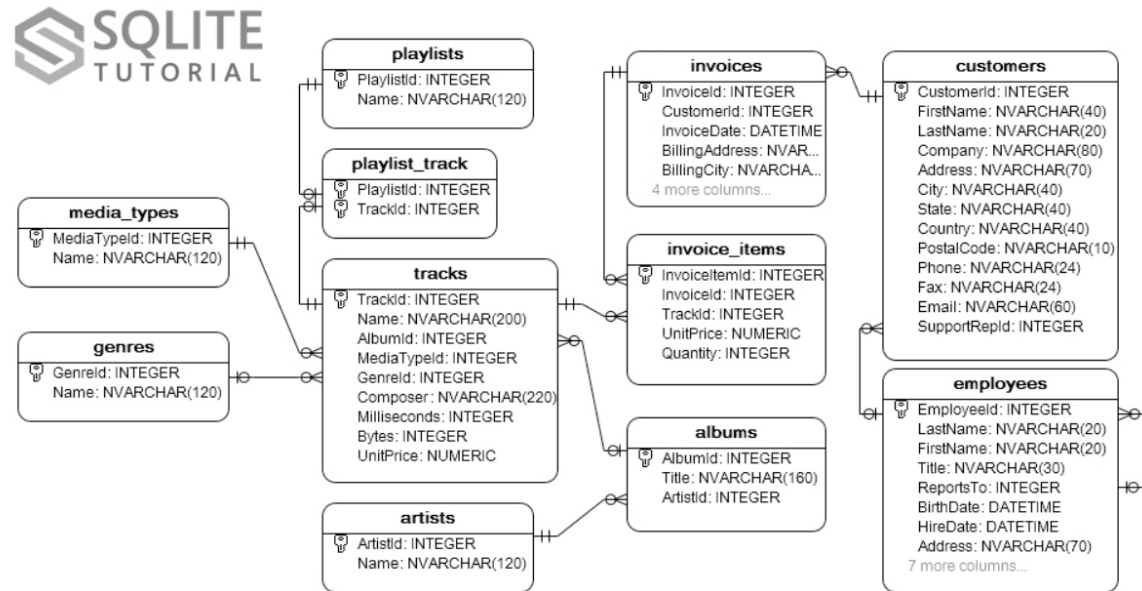 SQLITE
TUTORIAL
playlists
PlaylistId: INTEGER
Name: NVARCHAR(120)
playlist_track
PlaylistId: INTEGER
TrackId: INTEGER
media_types
MediaTypeId: INTEGER
Name: NVARCHAR(120)
genres
GenreId: INTEGER
Name: NVARCHAR(120)
tracks
TrackId: INTEGER
Name: NVARCHAR(200)
AlbumId: INTEGER
MediaTypeId: INTEGER
GenreId: INTEGER
Composer: NVARCHAR(220)
Milliseconds: INTEGER
Bytes: INTEGER
UnitPrice: NUMERIC
artists
ArtistId: INTEGER
Name: NVARCHAR(120)
invoices
InvoiceId: INTEGER
CustomerId: INTEGER
InvoiceDate: DATETIME
BillingAddress: NVAR...
BillingCity: NVARCHA...
4 more columns...
invoice_items
InvoiceItemId: INTEGER
InvoiceId: INTEGER
TrackId: INTEGER
UnitPrice: NUMERIC
Quantity: INTEGER
albums
AlbumId: INTEGER
Title: NVARCHAR(160)
ArtistId: INTEGER
customers
CustomerId: INTEGER
FirstName: NVARCHAR(40)
LastName: NVARCHAR(20)
Company: NVARCHAR(80)
Address: NVARCHAR(70)
City: NVARCHAR(40)
State: NVARCHAR(40)
Country: NVARCHAR(40)
PostalCode: NVARCHAR(10)
Phone: NVARCHAR(24)
Fax: NVARCHAR(24)
Email: NVARCHAR(60)
SupportRepId: INTEGER
employees
EmployeeId: INTEGER
LastName: NVARCHAR(20)
FirstName: NVARCHAR(20)
Title: NVARCHAR(30)
ReportsTo: INTEGER
BirthDate: DATETIME
HireDate: DATETIME
Address: NVARCHAR(70)
7 more columns...